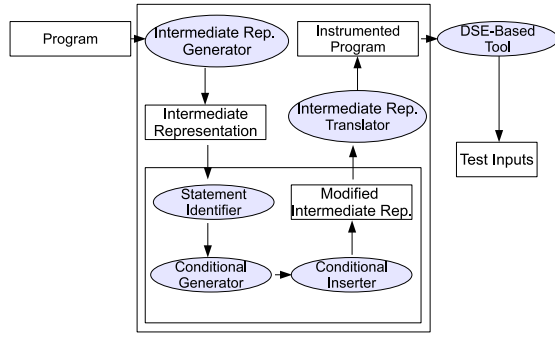 Program
Intermediate Rep.
Generator
Intermediate
Representation
Statement
Identifier
Conditional
Generator
Conditional
Inserter
Modified
Intermediate Rep.
Intermediate Rep.
Translator
Instrumented
Program
DSE-Based
Tool
Test Inputs